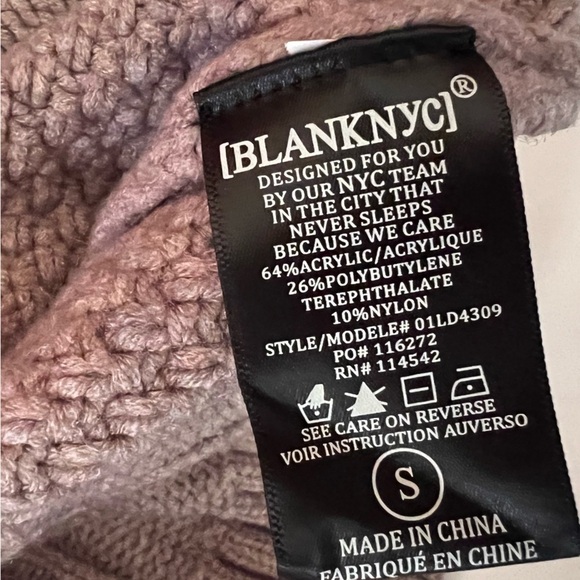 [BLANKNYC]®
DESIGNED FOR YOU
BY OUR NYC TEAM
IN THE CITY THAT
NEVER SLEEPS
BECAUSE WE CARE
64%ACRYLIC/ACRYLIQUE
26%POLYBUTYLENE
TEREPHTHALATE
10%NYLON
STYLE/MODELE# 01LD4309
PO# 116272
RN# 114542
SEE CARE ON REVERSE
VOIR INSTRUCTION AUVERSO
S
MADE IN CHINA
FABRIQUÉ EN CHINE